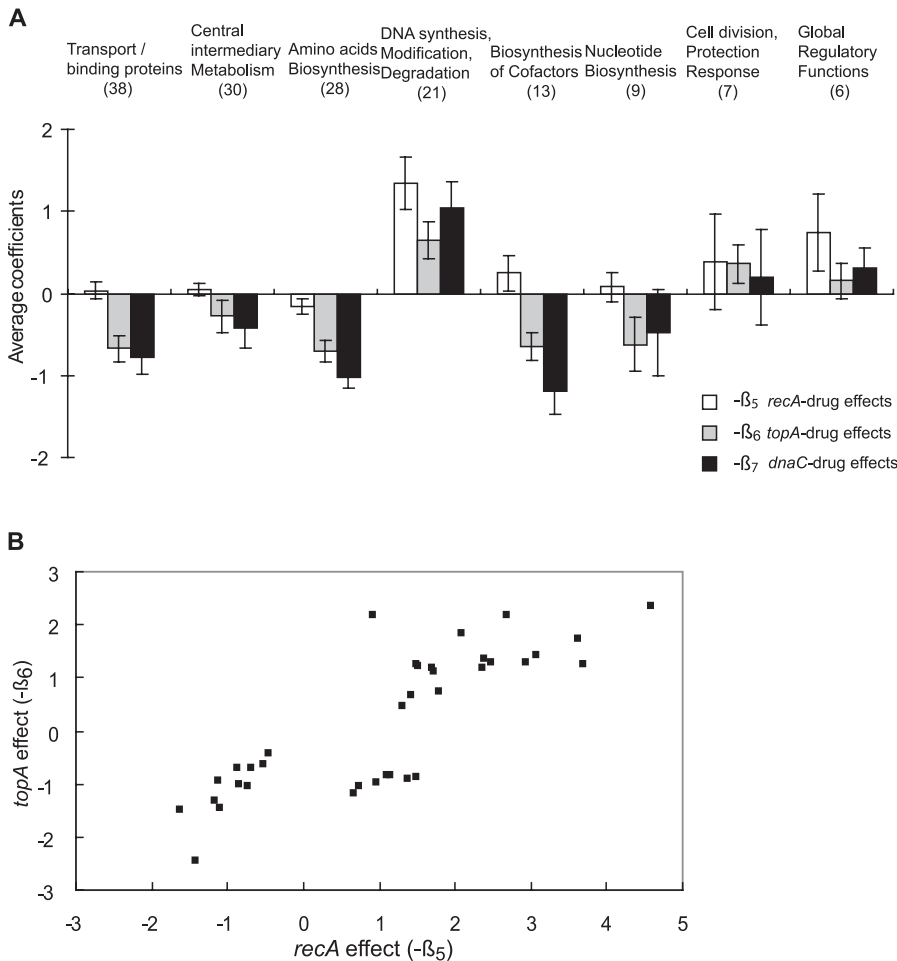 A
Transport /
binding proteins
(38)
Central
intermediary
Metabolism
(30)
Amino acids
Biosynthesis
(28)
DNA synthesis,
Modification,
Degradation
(21)
Biosynthesis
of Cofactors
(13)
Nucleotide
Biosynthesis
(9)
Cell division,
Protection
Response
(7)
Global
Regulatory
Functions
(6)
Average coefficients
2
1
0
-1
-2
-ß5 recA-drug effects
-ß6 topA-drug effects
-ß7 dnaC-drug effects
B
topA effect (-ß6)
3
2
1
0
-1
-2
-3
-3 -2 -1 0 1 2 3 4 5
recA effect (-ß5)